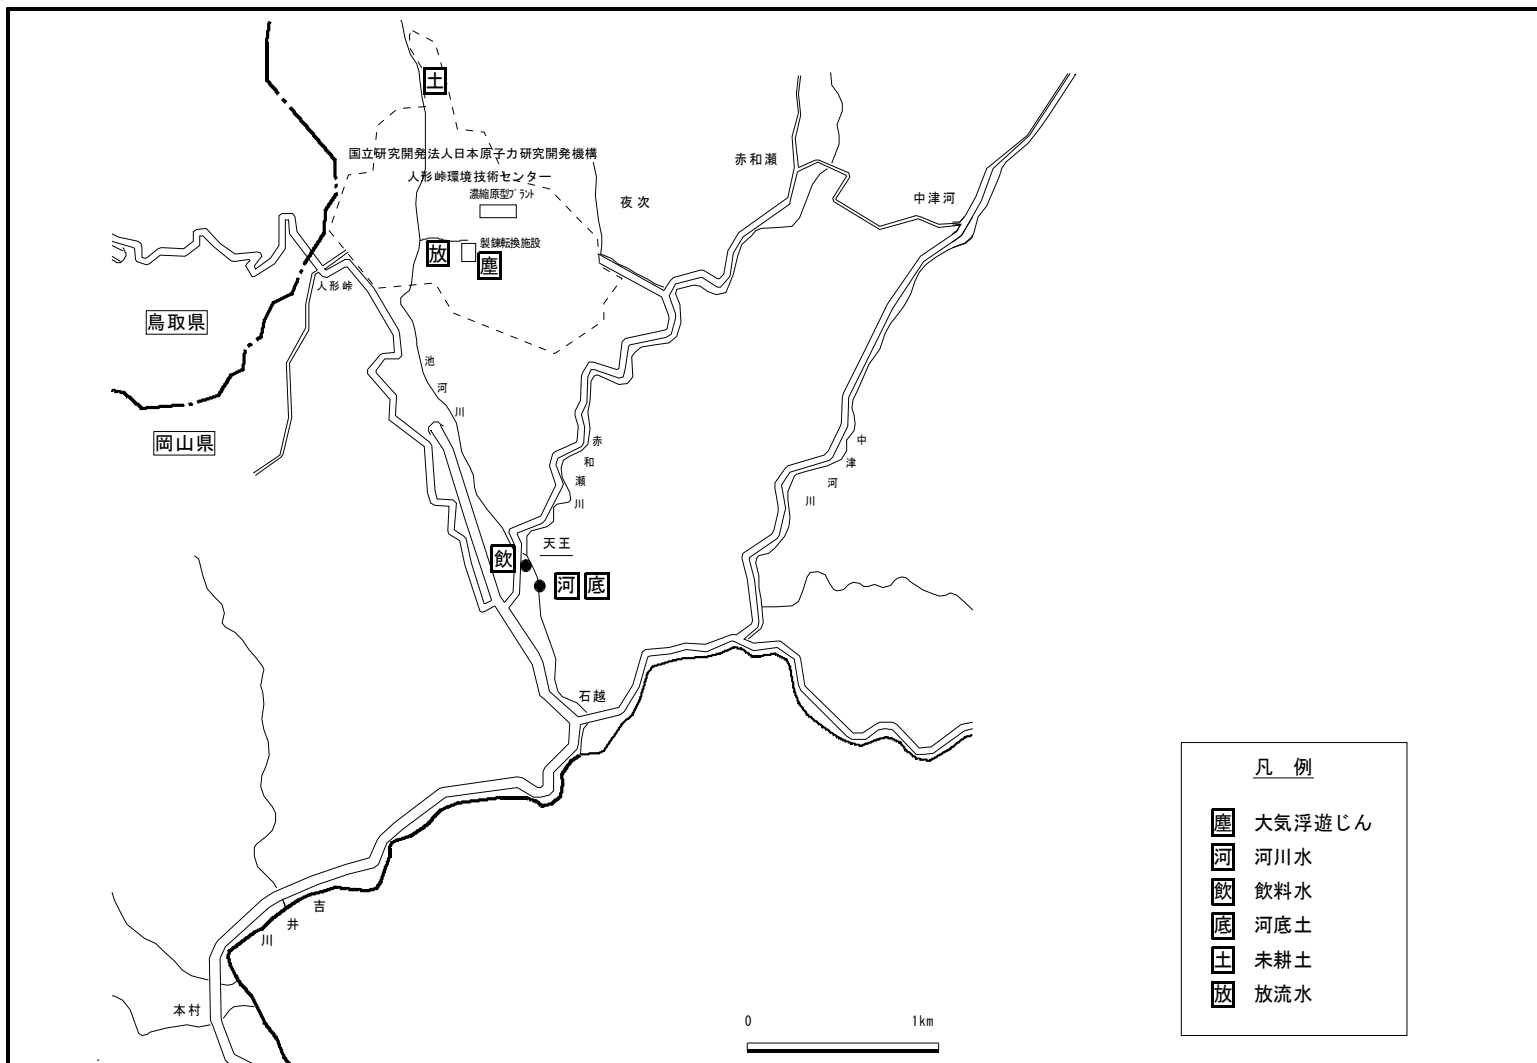 土
国立研究開発法人日本原子力研究開発機構
人形峠環境技術センター
濃縮原型プラント
赤和瀬
夜次
中津河
放
製錬転換施設
塵
人形峠
鳥取県
岡山県
池河川
赤和瀬川
中津河川
天王
飲
河 底
石越
吉井川
本村
0 1km
凡 例
塵 大気浮遊じん
河 河川水
飲 飲料水
底 河底土
土 未耕土
放 放流水